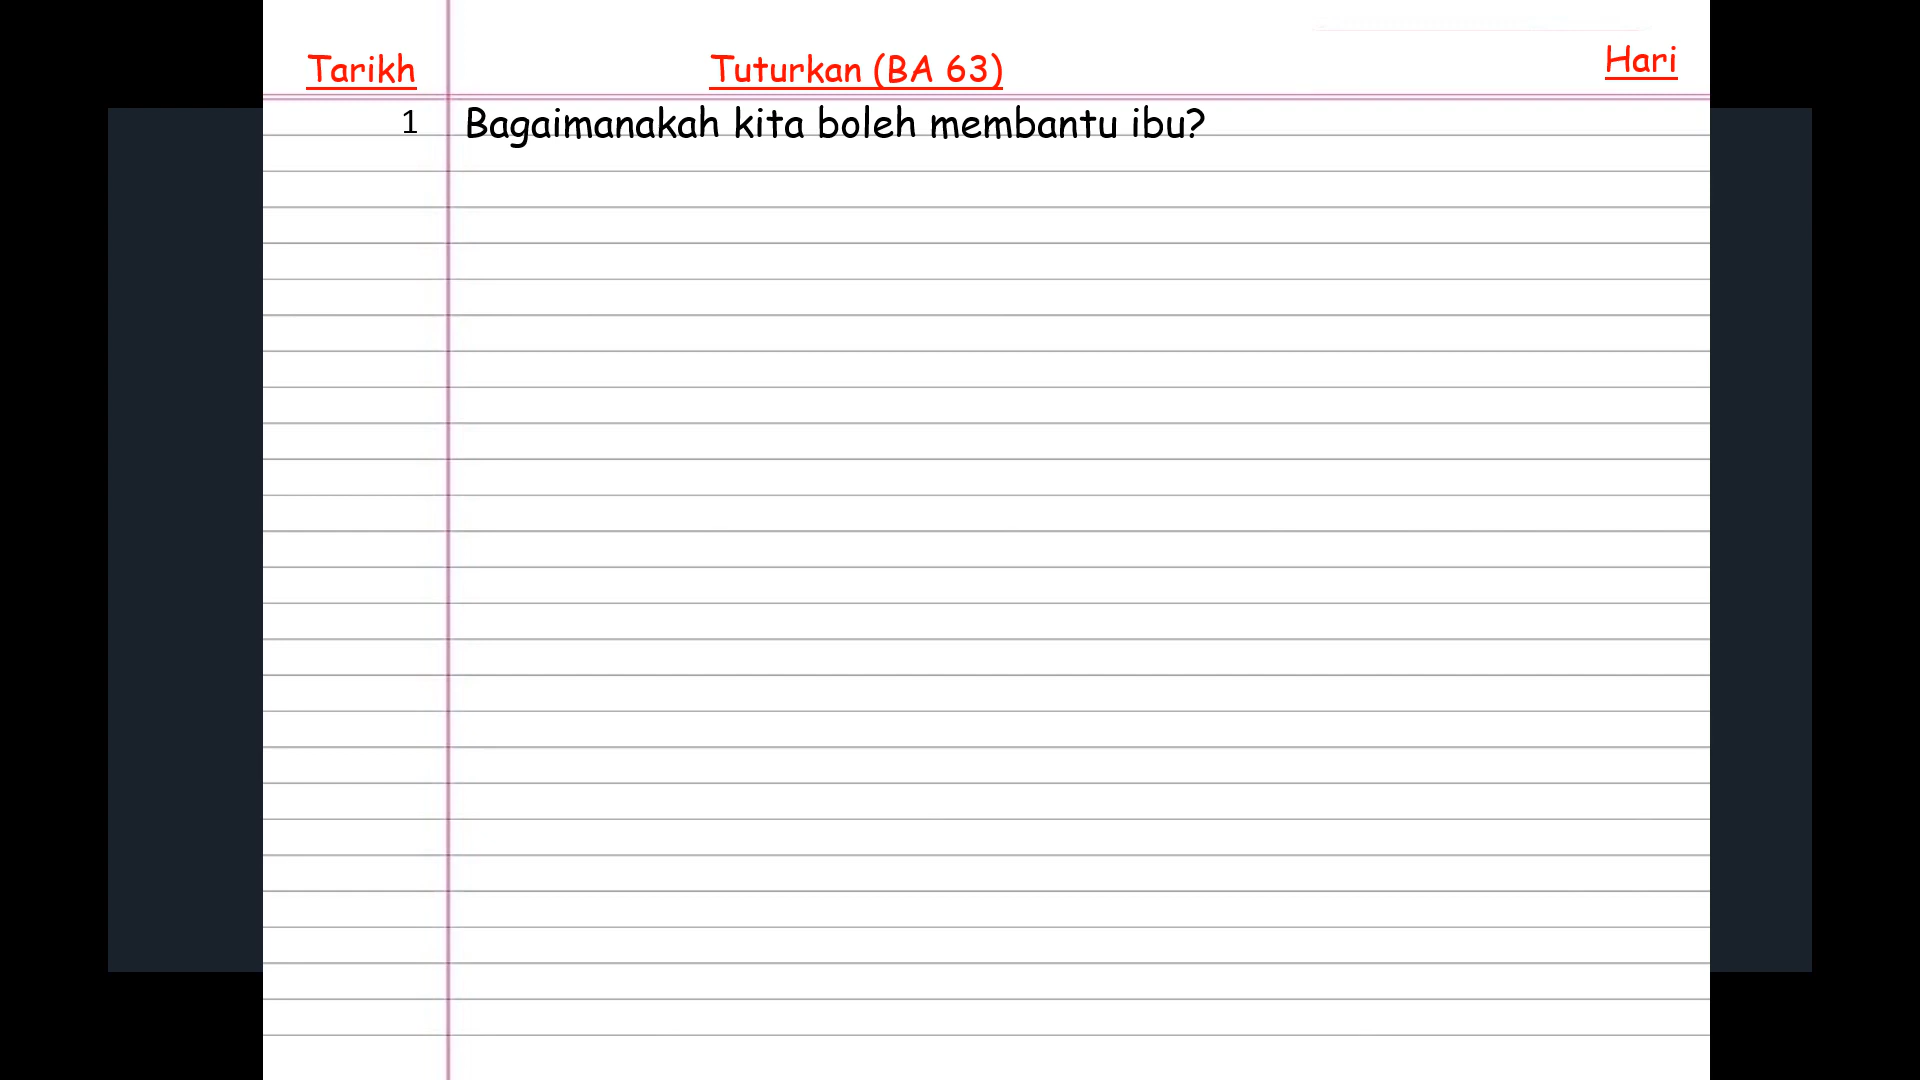 Tarikh Tuturkan (BA 63) Hari
1 Bagaimanakah kita boleh membantu ibu?